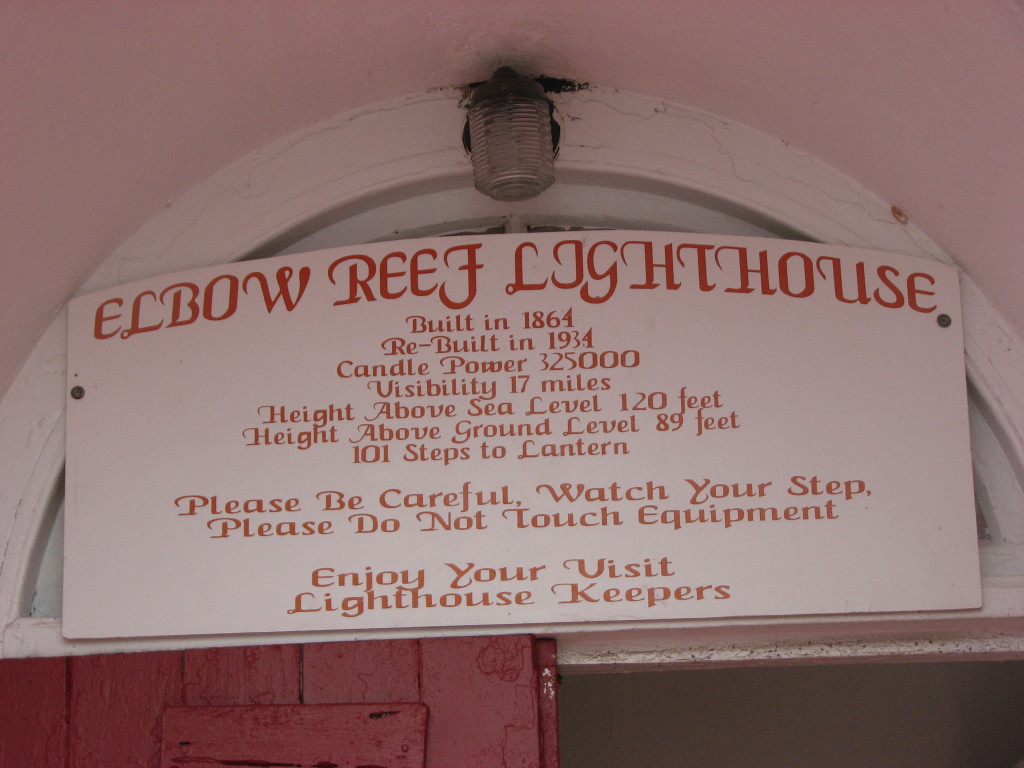 ELBOW REEF LIGHTHOUSE
Built in 1864
Re-Built in 1934
Candle Power 325000
Visibility 17 miles
Height Above Sea Level 120 feet
Height Above Ground Level 89 feet
101 Steps to Lantern
Please Be Careful, Watch Your Step,
Please Do Not Touch Equipment
Enjoy Your Visit
Lighthouse Keepers